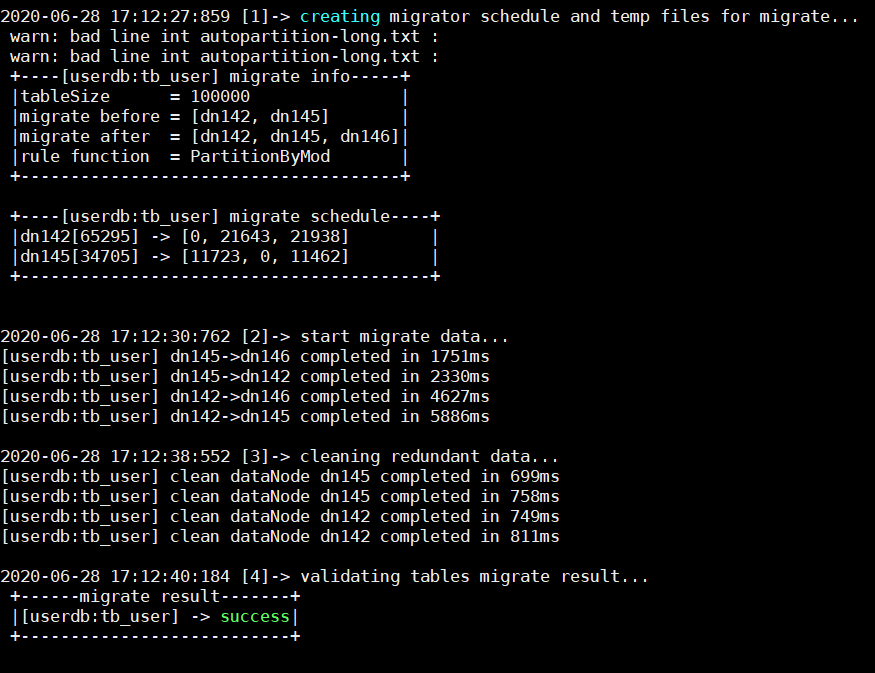 2020-06-28 17:12:27:859 [1]-> creating migrator schedule and temp files for migrate...
 warn: bad line int autopartition-long.txt :
 warn: bad line int autopartition-long.txt :
 +----[userdb:tb_user] migrate info-----+
 |tableSize      = 100000               |
 |migrate before = [dn142, dn145]       |
 |migrate after  = [dn142, dn145, dn146]|
 |rule function  = PartitionByMod       |
 +--------------------------------------+

 +----[userdb:tb_user] migrate schedule----+
 |dn142[65295] -> [0, 21643, 21938]        |
 |dn145[34705] -> [11723, 0, 11462]        |
 +-----------------------------------------+

2020-06-28 17:12:30:762 [2]-> start migrate data...
[userdb:tb_user] dn145->dn146 completed in 1751ms
[userdb:tb_user] dn145->dn142 completed in 2330ms
[userdb:tb_user] dn142->dn146 completed in 4627ms
[userdb:tb_user] dn142->dn145 completed in 5886ms

2020-06-28 17:12:38:552 [3]-> cleaning redundant data...
[userdb:tb_user] clean dataNode dn145 completed in 699ms
[userdb:tb_user] clean dataNode dn145 completed in 758ms
[userdb:tb_user] clean dataNode dn142 completed in 749ms
[userdb:tb_user] clean dataNode dn142 completed in 811ms

2020-06-28 17:12:40:184 [4]-> validating tables migrate result...
 +------migrate result-------+
 |[userdb:tb_user] -> success|
 +---------------------------+